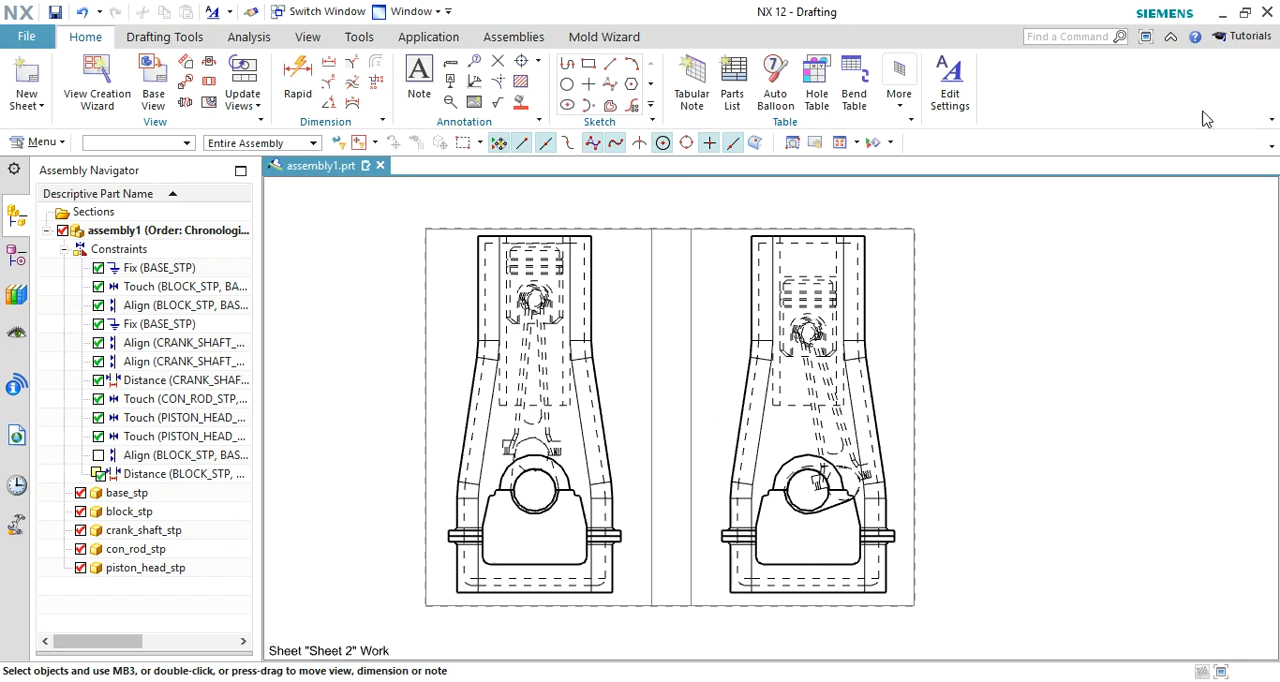 NX
Switch Window
Window
NX 12 - Drafting
SIEMENS
File
Home
Drafting Tools
Analysis
View
Tools
Application
Assemblies
Mold Wizard
Find a Command
Tutorials
New
Sheet
View Creation
Wizard
Base
View
Update
Views
Rapid
A
Note
Tabular
Note
Parts
List
Auto
Balloon
Hole
Table
Bend
Table
More
Edit
Settings
View
Dimension
Annotation
Sketch
Table
Menu
Entire Assembly
assembly1.prt
Assembly Navigator
Descriptive Part Name
Sections
assembly1 (Order: Chronologi...
Constraints
Fix (BASE_STP)
Touch (BLOCK_STP, BA...
Align (BLOCK_STP, BAS...
Fix (BASE_STP)
Align (CRANK_SHAFT_...
Align (CRANK_SHAFT_...
Distance (CRANK_SHAF...
Touch (CON_ROD_STP,...
Touch (PISTON_HEAD_...
Touch (PISTON_HEAD_...
Align (BLOCK_STP, BAS...
Distance (BLOCK_STP, ...
base_stp
block_stp
crank_shaft_stp
con_rod_stp
piston_head_stp
Sheet "Sheet 2" Work
Select objects and use MB3, or double-click, or press-drag to move view, dimension or note